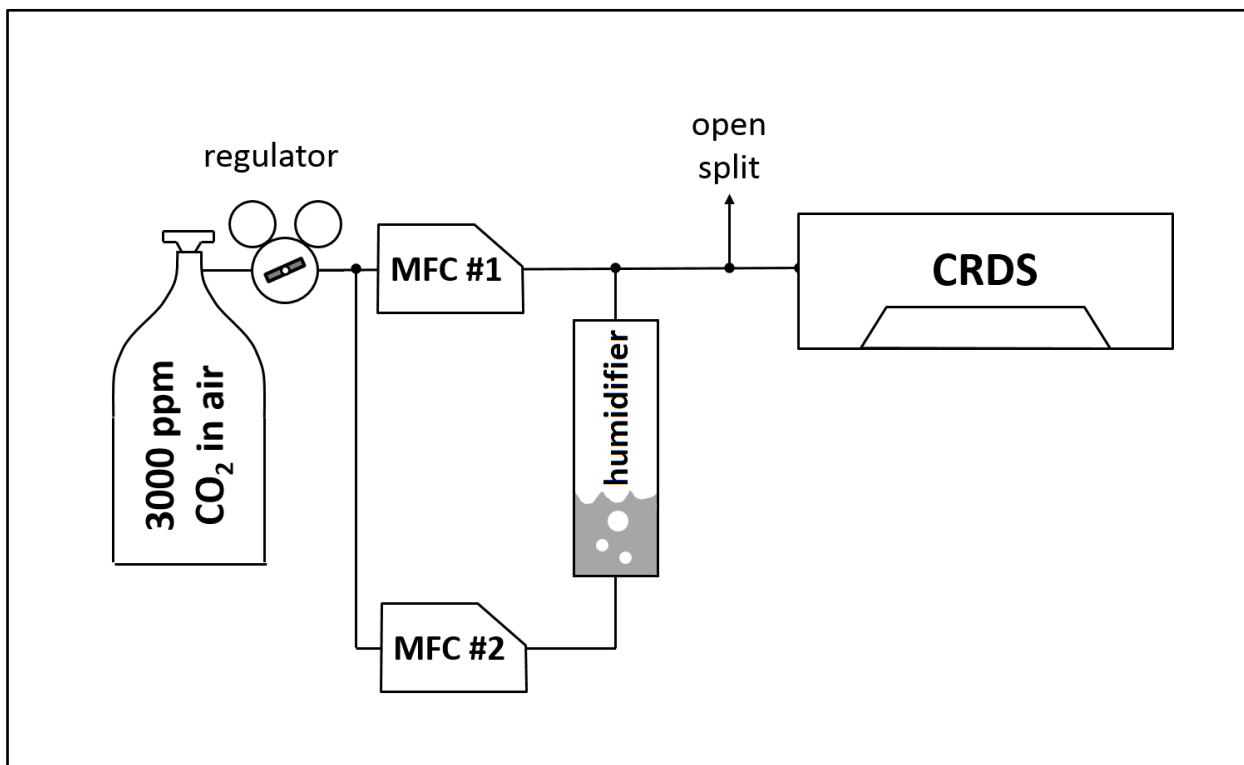 regulator
open
split
MFC #1
CRDS
3000 ppm
CO₂ in air
humidifier
MFC #2